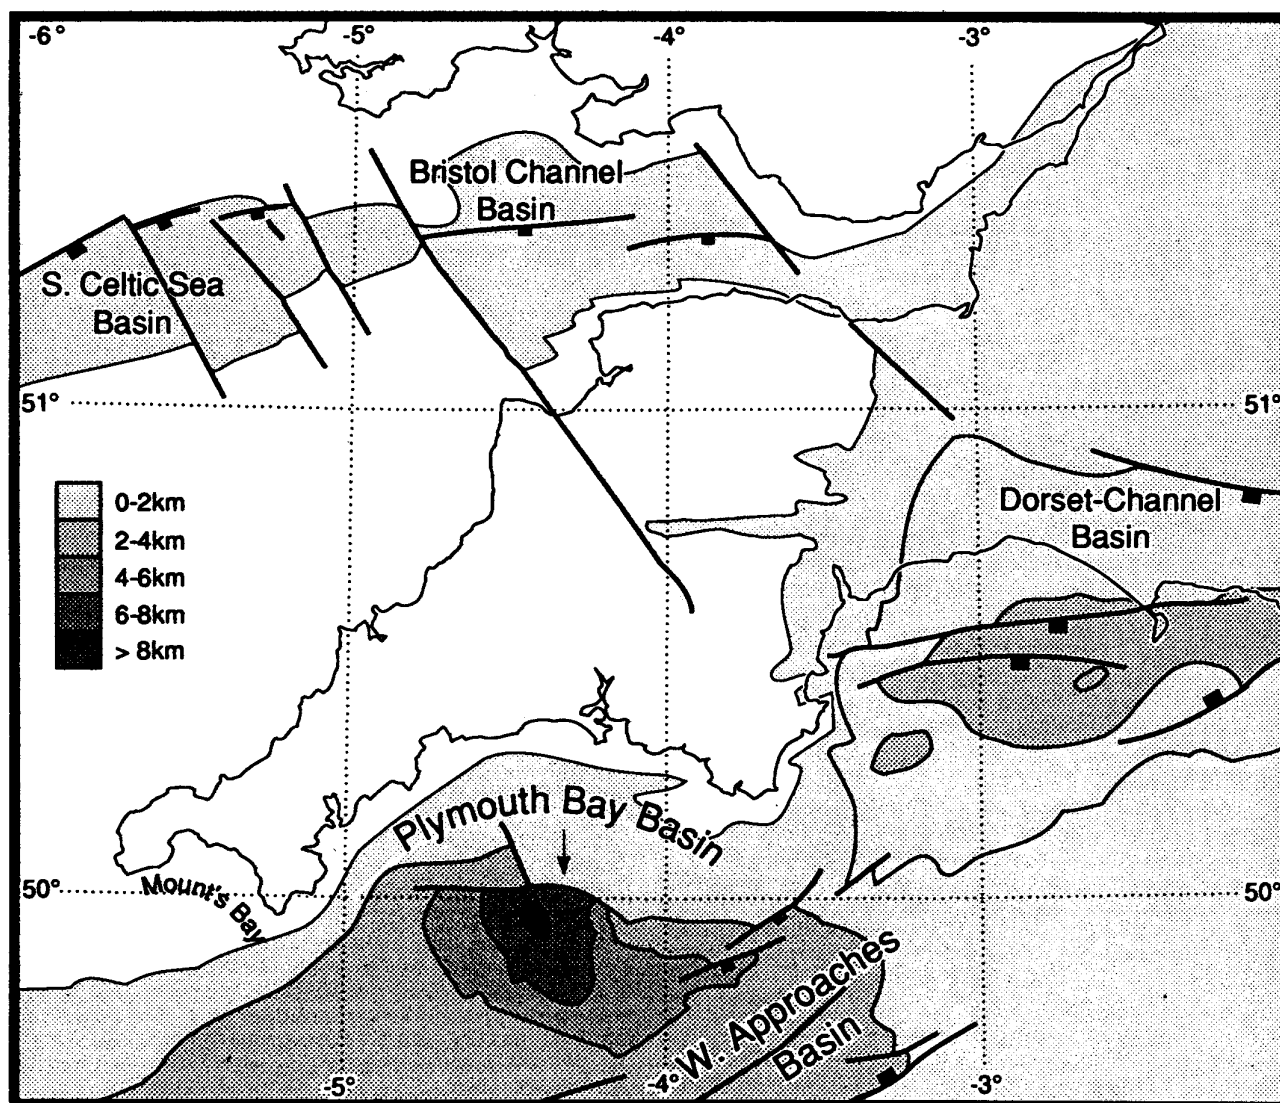 -6°
-5°
-4°
-3°
Bristol Channel
Basin
S. Celtic Sea
Basin
51°
51°
0-2km
2-4km
4-6km
6-8km
> 8km
Dorset-Channel
Basin
Plymouth Bay Basin
Mount's Bay
50°
50°
W. Approaches
Basin
-5°
-4°
-3°